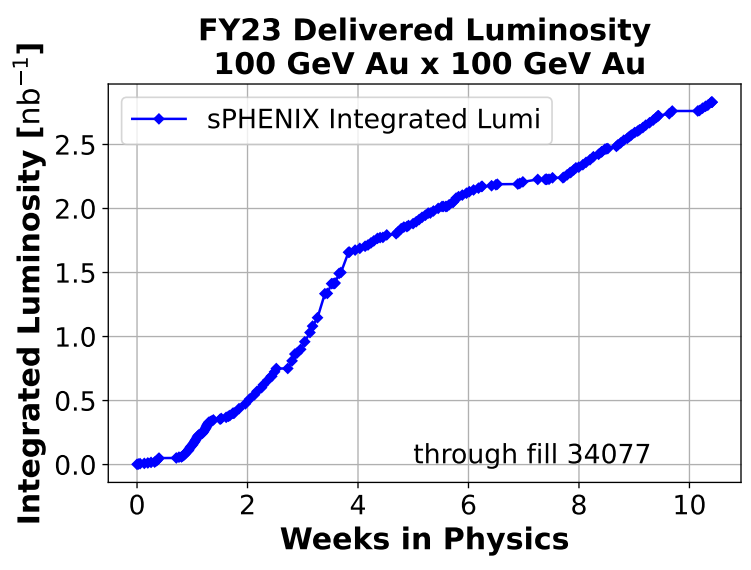 FY23 Delivered Luminosity
100 GeV Au x 100 GeV Au
Integrated Luminosity [nb⁻¹]
sPHENIX Integrated Lumi
2.5
2.0
1.5
1.0
0.5
0.0
through fill 34077
0 2 4 6 8 10
Weeks in Physics